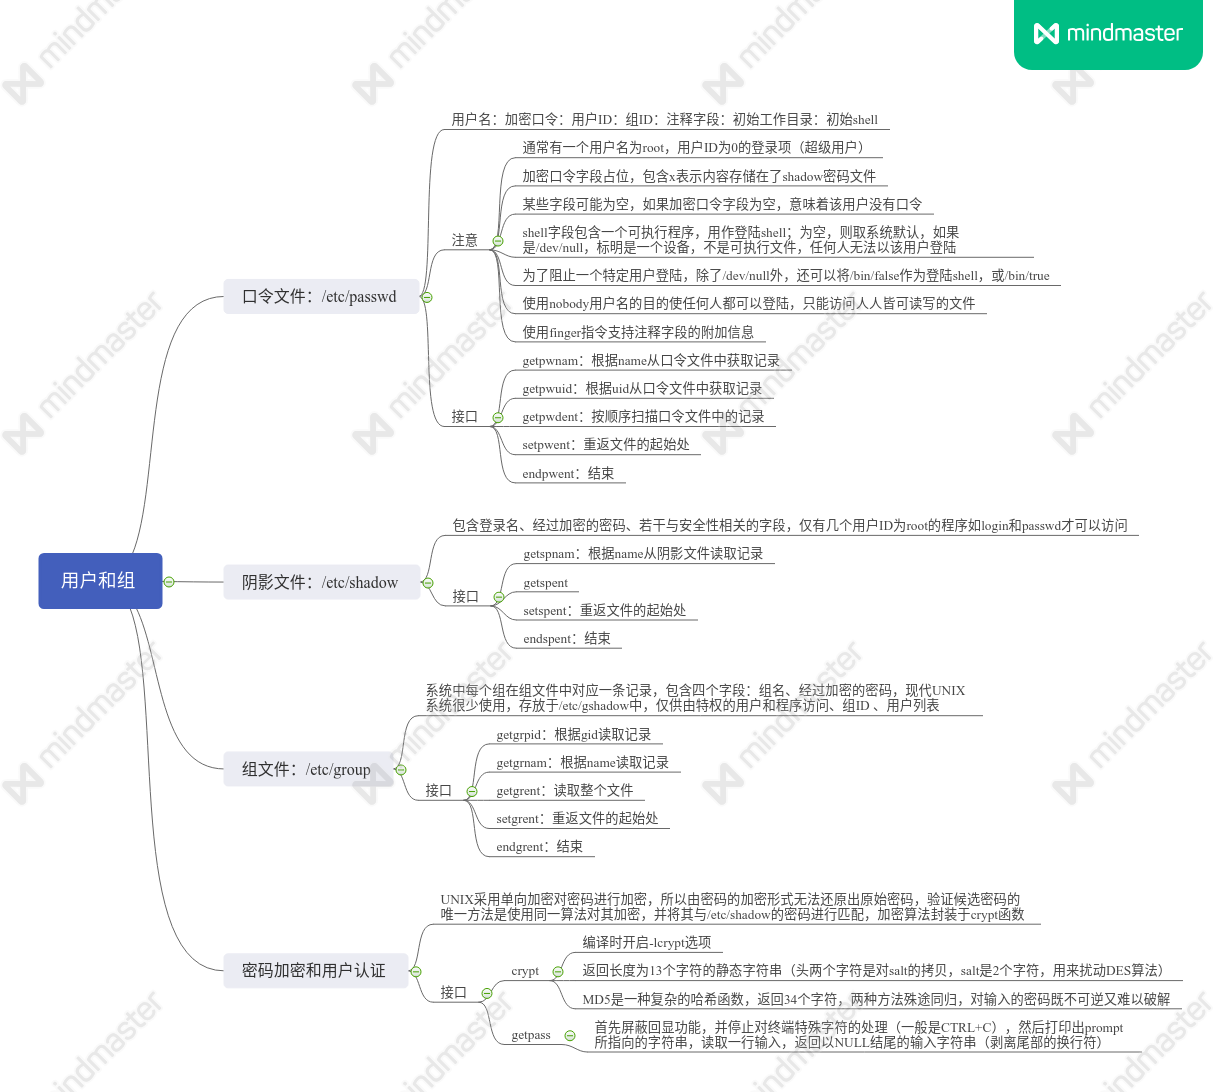 mindmaster
用户名：加密口令：用户ID：组ID：注释字段：初始工作目录：初始shell
通常有一个用户名为root，用户ID为0的登录项（超级用户）
加密口令字段占位，包含x表示内容存储在了shadow密码文件
某些字段可能为空，如果加密口令字段为空，意味着该用户没有口令
注意
shell字段包含一个可执行程序，用作登陆shell；为空，则取系统默认，如果
是/dev/null，标明是一个设备，不是可执行文件，任何人无法以该用户登陆
为了阻止一个特定用户登陆，除了/dev/null外，还可以将/bin/false作为登陆shell，或/bin/true
口令文件：/etc/passwd
使用nobody用户名的目的使任何人都可以登陆，只能访问人人皆可读写的文件
使用finger指令支持注释字段的附加信息
getpwnam：根据name从口令文件中获取记录
getpwuid：根据uid从口令文件中获取记录
接口
getpwdent：按顺序扫描口令文件中的记录
setpwent：重返文件的起始处
endpwent：结束
用户和组
包含登录名、经过加密的密码、若干与安全性相关的字段，仅有几个用户ID为root的程序如login和passwd才可以访问
阴影文件：/etc/shadow
getspnam：根据name从阴影文件读取记录
getspent
接口
setspent：重返文件的起始处
endspent：结束
系统中每个组在组文件中对应一条记录，包含四个字段：组名、经过加密的密码，现代UNIX
系统很少使用，存放于/etc/gshadow中，仅供由特权的用户和程序访问、组ID 、用户列表
组文件：/etc/group
getgrpid：根据gid读取记录
getgrnam：根据name读取记录
接口
getgrent：读取整个文件
setgrent：重返文件的起始处
endgrent：结束
UNIX采用单向加密对密码进行加密，所以由密码的加密形式无法还原出原始密码，验证候选密码的
唯一方法是使用同一算法对其加密，并将其与/etc/shadow的密码进行匹配，加密算法封装于crypt函数
密码加密和用户认证
编译时开启-lcrypt选项
接口
crypt
返回长度为13个字符的静态字符串（头两个字符是对salt的拷贝，salt是2个字符，用来扰动DES算法）
MD5是一种复杂的哈希函数，返回34个字符，两种方法殊途同归，对输入的密码既不可逆又难以破解
getpass
首先屏蔽回显功能，并停止对终端特殊字符的处理（一般是CTRL+C），然后打印出prompt
所指向的字符串，读取一行输入，返回以NULL结尾的输入字符串（剥离尾部的换行符）